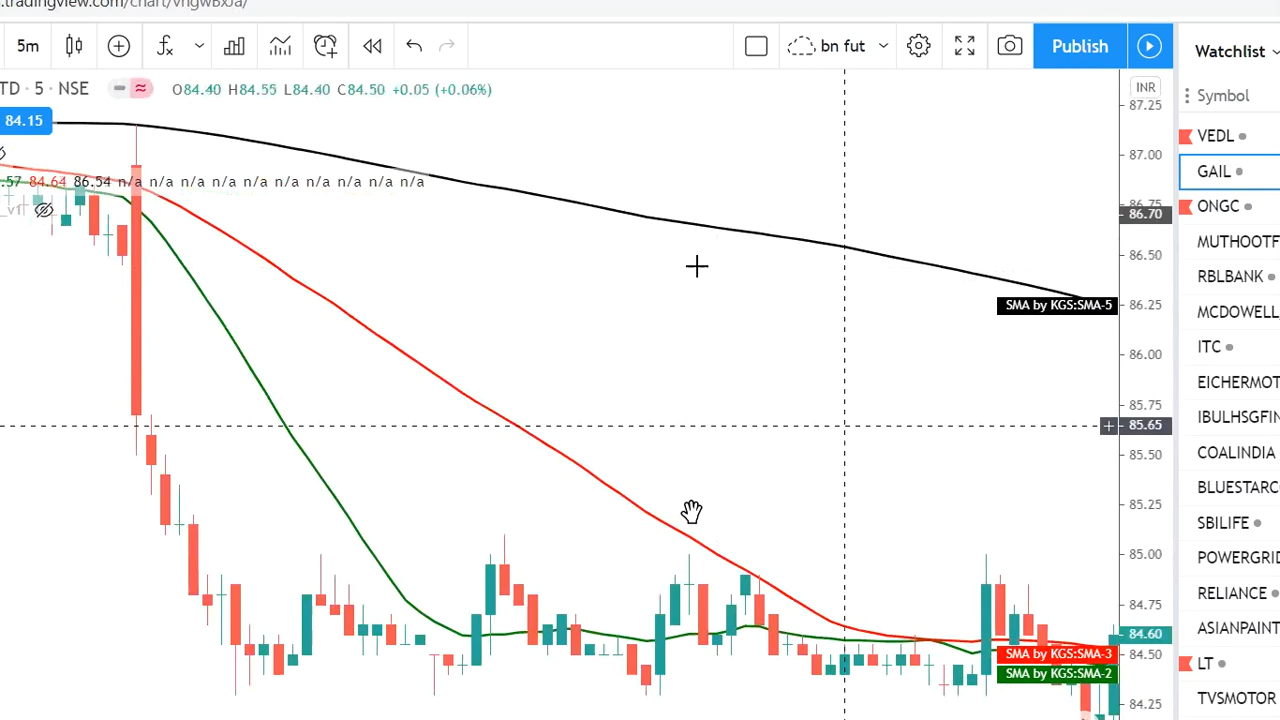 .tradingview.com/chart/vhgwBxJa/
5m
bn fut
Publish
Watchlist
TD · 5 · NSE
O84.40 H84.55 L84.40 C84.50 +0.05 (+0.06%)
INR
Symbol
84.15
87.25
87.00
86.75
86.70
86.50
86.25
86.00
85.75
85.65
85.50
85.25
85.00
84.75
84.60
84.50
84.25
.57 84.64 86.54 n/a n/a n/a n/a n/a n/a n/a n/a n/a n/a
_v1
SMA by KGS:SMA-5
SMA by KGS:SMA-3
SMA by KGS:SMA-2
VEDL
GAIL
ONGC
MUTHOOTF
RBLBANK
MCDOWELL
ITC
EICHERMOT
IBULHSGFIN
COALINDIA
BLUESTARC
SBILIFE
POWERGRID
RELIANCE
ASIANPAINT
LT
TVSMOTOR